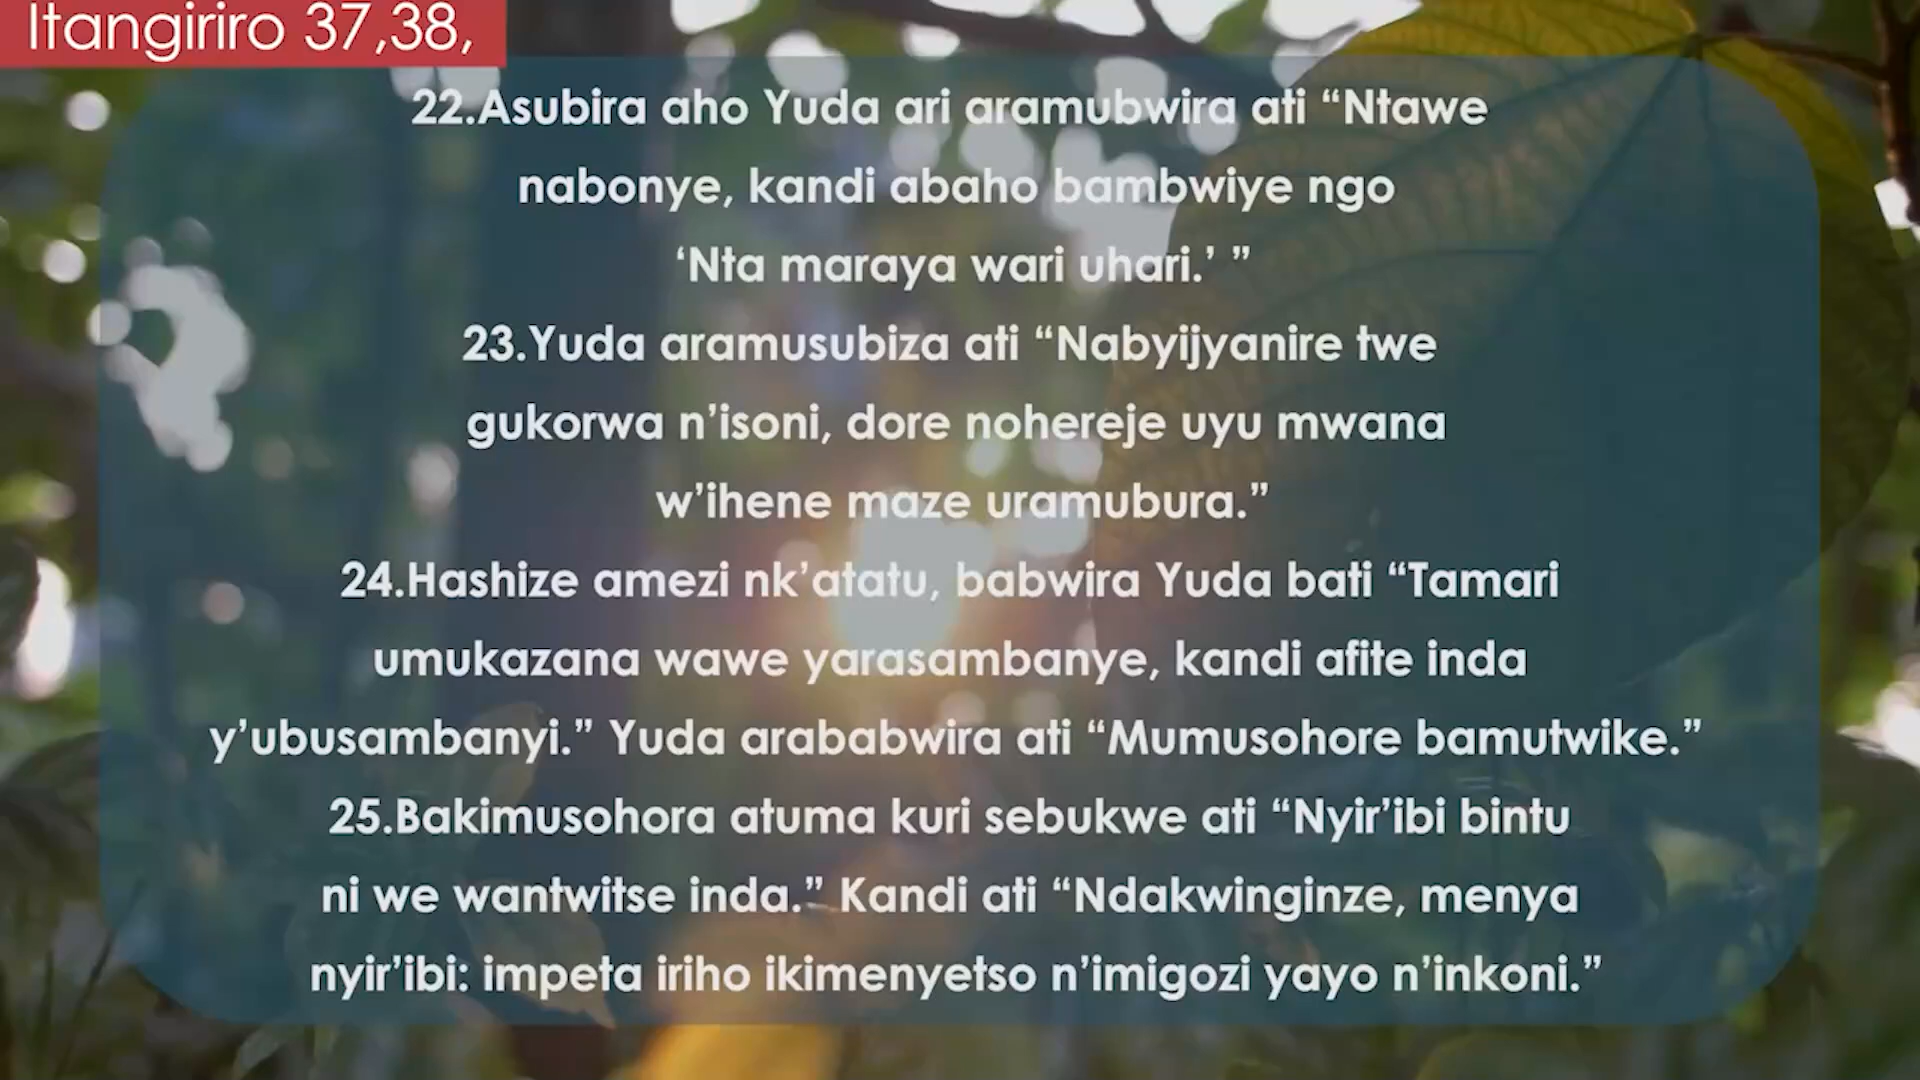 Itangiriro 37,38,
22.Asubira aho Yuda ari aramubwira ati “Ntawe
nabonye, kandi abaho bambwiye ngo
‘Nta maraya wari uhari.’ ”
23.Yuda aramusubiza ati “Nabyijyanire twe
gukorwa n’isoni, dore nohereje uyu mwana
w’ihene maze uramubura.”
24.Hashize amezi nk’atatu, babwira Yuda bati “Tamari
umukazana wawe yarasambanye, kandi afite inda
y’ubusambanyi.” Yuda arababwira ati “Mumusohore bamutwike.”
25.Bakimusohora atuma kuri sebukwe ati “Nyir’ibi bintu
ni we wantwitse inda.” Kandi ati “Ndakwinginze, menya
nyir’ibi: impeta iriho ikimenyetso n’imigozi yayo n’inkoni.”